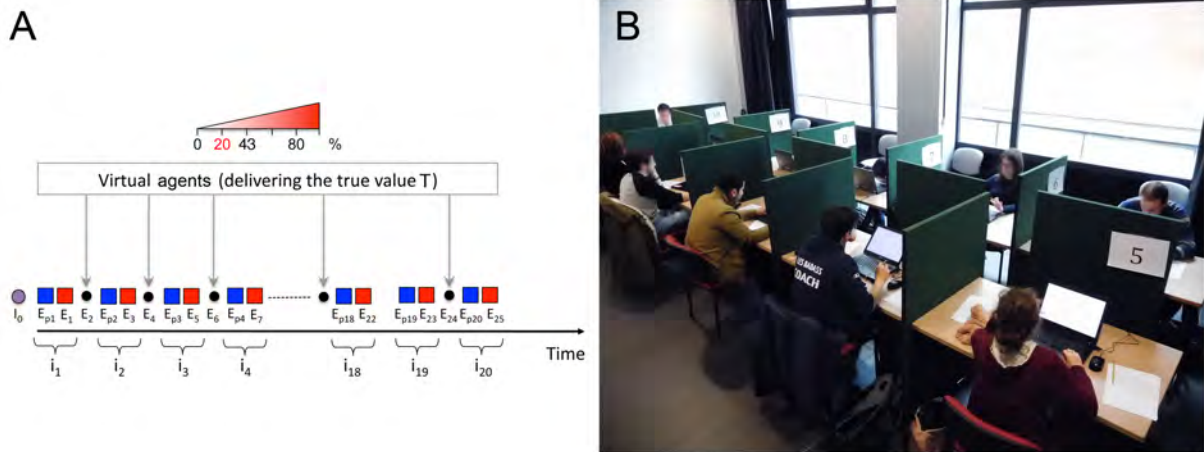 A
0 20 43 80 %
Virtual agents (delivering the true value T)
I₀ Eₚ₁ E₁ E₂ Eₚ₂ E₃ E₄ Eₚ₃ E₅ E₆ Eₚ₄ E₇ Eₚ₁₈ E₂₂ Eₚ₁₉ E₂₃ E₂₄ Eₚ₂₀ E₂₅
Time
i₁ i₂ i₃ i₄ i₁₈ i₁₉ i₂₀
B
8
7
6
5
BADASS
COACH